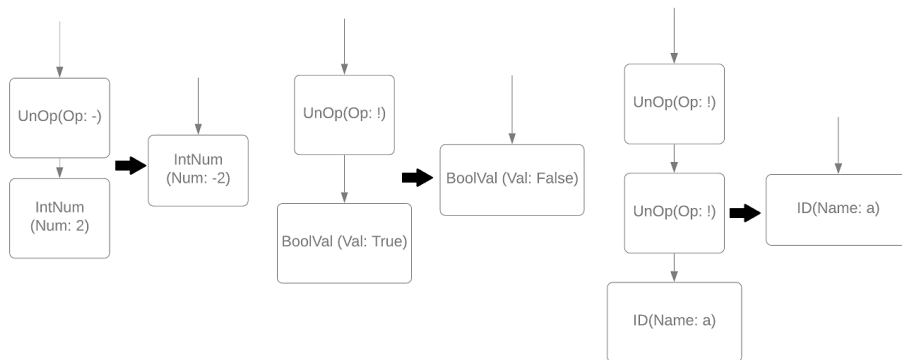 UnOp(Op: -)
IntNum
(Num: 2)
IntNum
(Num: -2)
UnOp(Op: !)
BoolVal (Val: True)
BoolVal (Val: False)
UnOp(Op: !)
UnOp(Op: !)
ID(Name: a)
ID(Name: a)